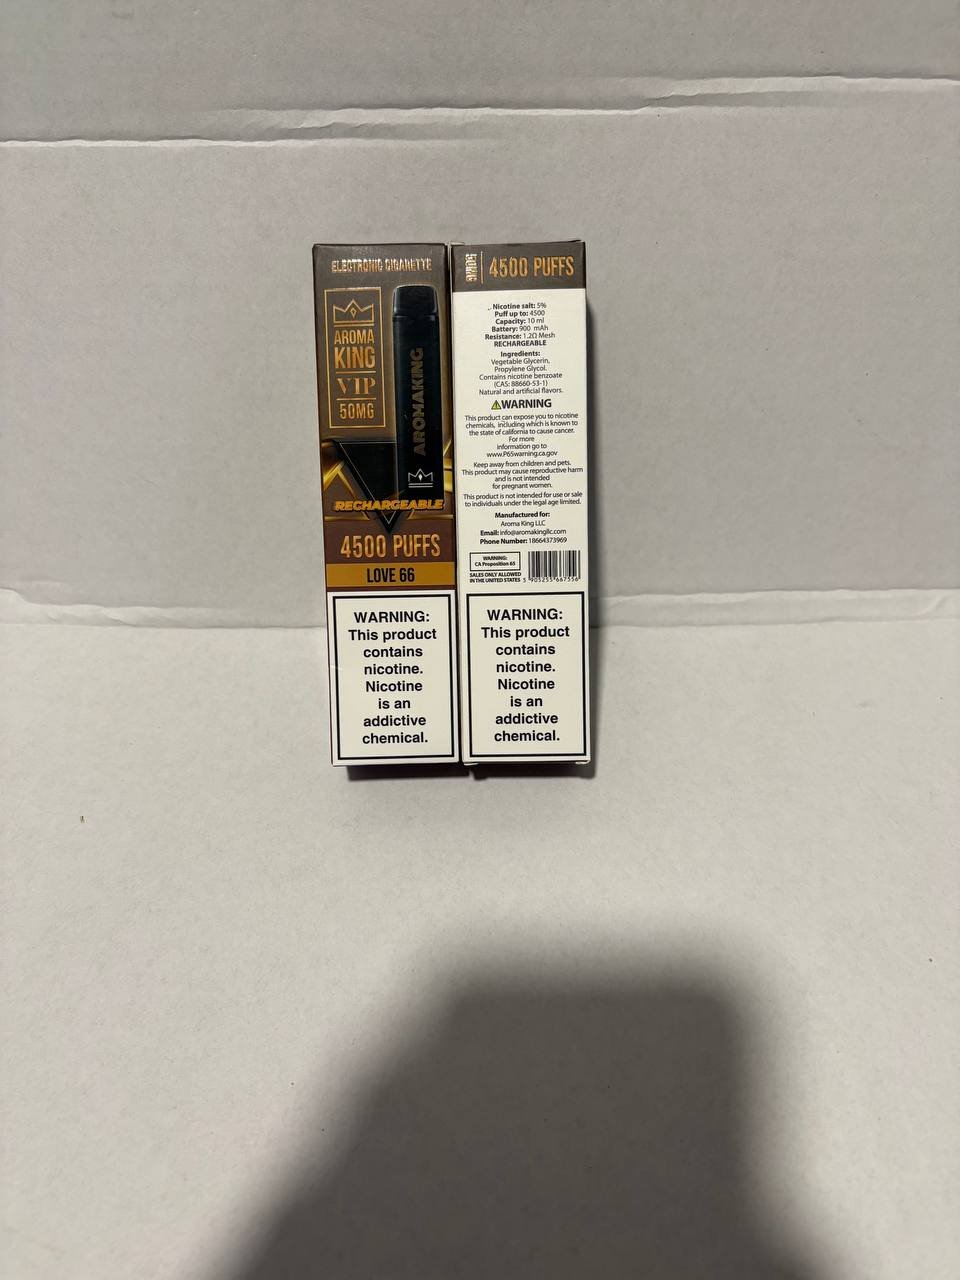 ELECTRONIC CIGARETTE
AROMA
KING
VIP
50MG
AROMAKING
RECHARGEABLE
4500 PUFFS
LOVE 66
WARNING:
This product
contains
nicotine.
Nicotine
is an
addictive
chemical.
50MG
4500 PUFFS
Nicotine salt: 5%
Puff up to: 4500
Capacity: 10 ml
Battery: 900 mAh
Resistance: 1.2Ω Mesh
RECHARGEABLE
Ingredients:
Vegetable Glycerin,
Propylene Glycol.
Contains nicotine benzoate
(CAS: 88660-53-1)
Natural and artificial flavors.
WARNING
This product can expose you to nicotine
chemicals, including which is known to
the state of california to cause cancer.
For more
information go to
www.P65warning.ca.gov
Keep away from children and pets.
This product may cause reproductive harm
and is not intended
for pregnant women.
This product is not intended for use or sale
to individuals under the legal age limited.
Manufactured for:
Aroma King LLC
Email: info@aromakingllc.com
Phone Number: 18664373969
WARNING:
CA Proposition 65
SALES ONLY ALLOWED
IN THE UNITED STATES
5 905255 667556
WARNING:
This product
contains
nicotine.
Nicotine
is an
addictive
chemical.